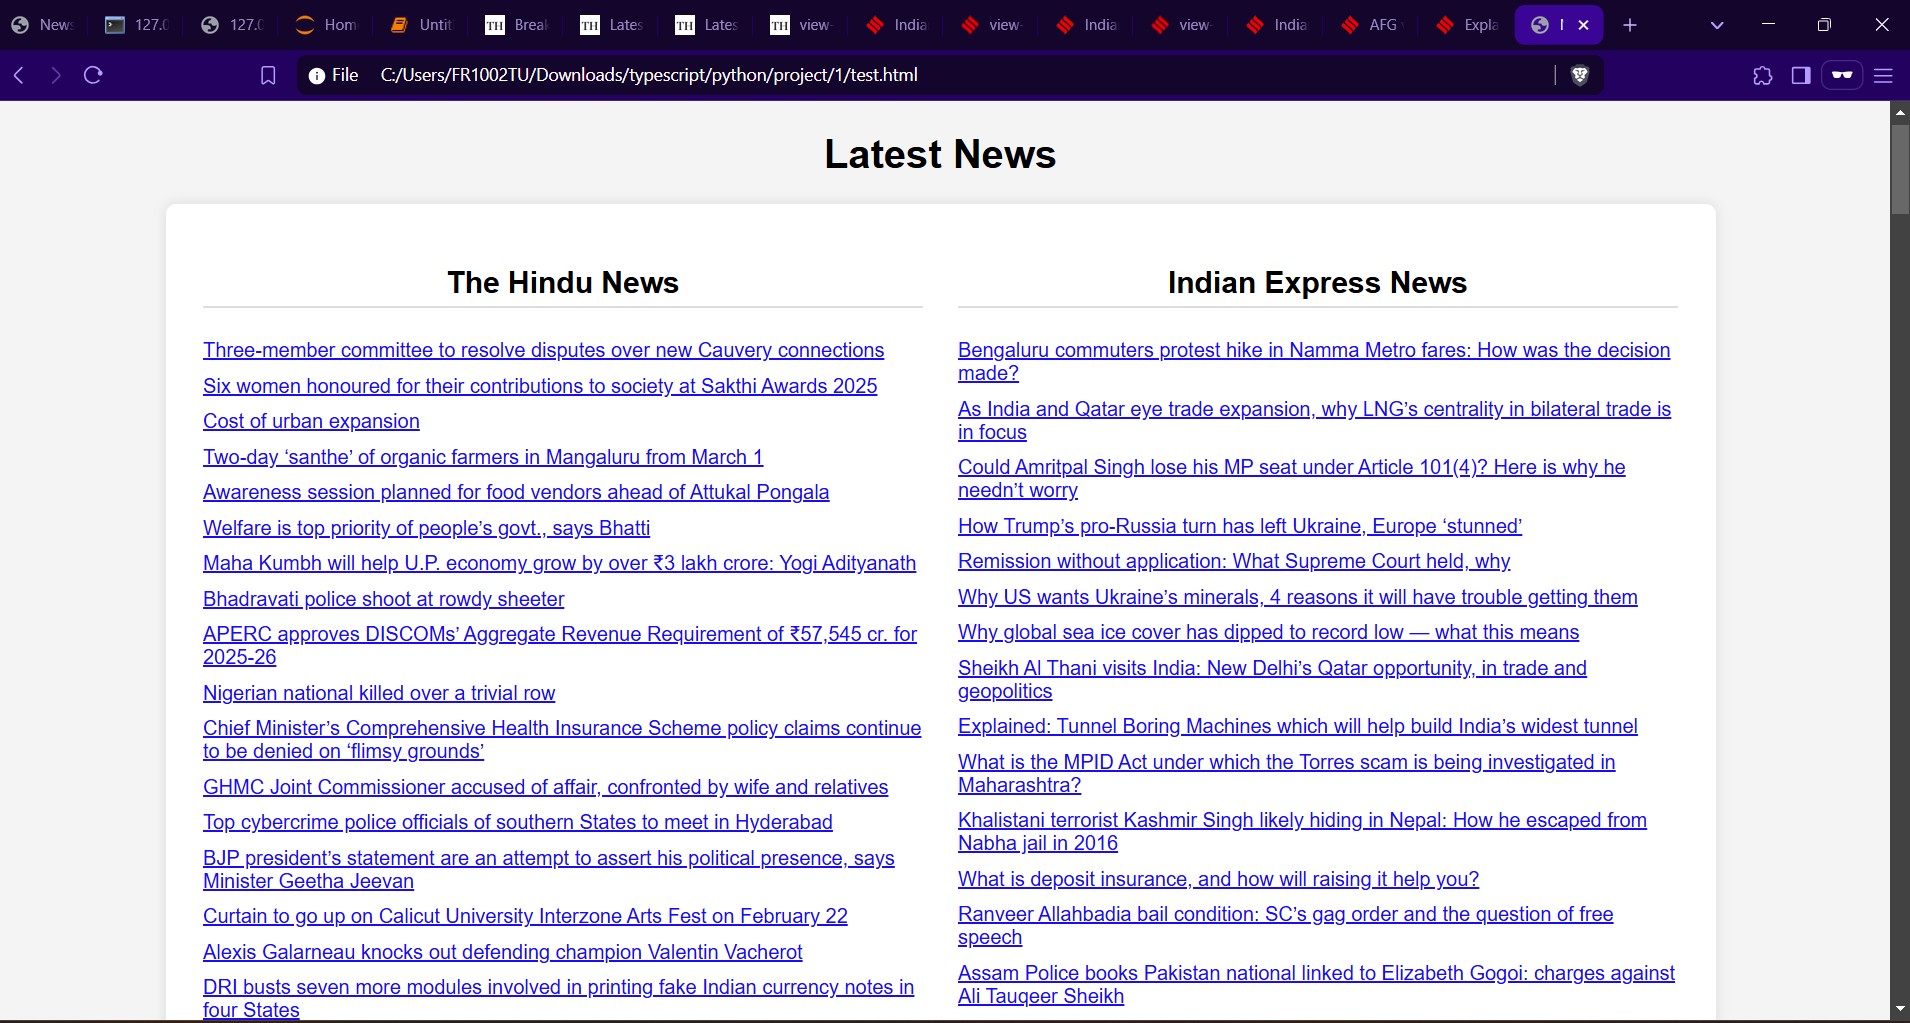 New
127.0
127.0
Hom
Untit
TH
Break
TH
Lates
TH
Lates
TH
view-
India
view-
India
view-
India
AFG
Expla
File
C:/Users/FR1002TU/Downloads/typescript/python/project/1/test.html
Latest News
The Hindu News
Three-member committee to resolve disputes over new Cauvery connections
Six women honoured for their contributions to society at Sakthi Awards 2025
Cost of urban expansion
Two-day ‘santhe’ of organic farmers in Mangaluru from March 1
Awareness session planned for food vendors ahead of Attukal Pongala
Welfare is top priority of people’s govt., says Bhatti
Maha Kumbh will help U.P. economy grow by over ₹3 lakh crore: Yogi Adityanath
Bhadravati police shoot at rowdy sheeter
APERC approves DISCOMs’ Aggregate Revenue Requirement of ₹57,545 cr. for
2025-26
Nigerian national killed over a trivial row
Chief Minister’s Comprehensive Health Insurance Scheme policy claims continue
to be denied on ‘flimsy grounds’
GHMC Joint Commissioner accused of affair, confronted by wife and relatives
Top cybercrime police officials of southern States to meet in Hyderabad
BJP president’s statement are an attempt to assert his political presence, says
Minister Geetha Jeevan
Curtain to go up on Calicut University Interzone Arts Fest on February 22
Alexis Galarneau knocks out defending champion Valentin Vacherot
DRI busts seven more modules involved in printing fake Indian currency notes in
four States
Indian Express News
Bengaluru commuters protest hike in Namma Metro fares: How was the decision
made?
As India and Qatar eye trade expansion, why LNG’s centrality in bilateral trade is
in focus
Could Amritpal Singh lose his MP seat under Article 101(4)? Here is why he
needn’t worry
How Trump’s pro-Russia turn has left Ukraine, Europe ‘stunned’
Remission without application: What Supreme Court held, why
Why US wants Ukraine’s minerals, 4 reasons it will have trouble getting them
Why global sea ice cover has dipped to record low — what this means
Sheikh Al Thani visits India: New Delhi’s Qatar opportunity, in trade and
geopolitics
Explained: Tunnel Boring Machines which will help build India’s widest tunnel
What is the MPID Act under which the Torres scam is being investigated in
Maharashtra?
Khalistani terrorist Kashmir Singh likely hiding in Nepal: How he escaped from
Nabha jail in 2016
What is deposit insurance, and how will raising it help you?
Ranveer Allahbadia bail condition: SC’s gag order and the question of free
speech
Assam Police books Pakistan national linked to Elizabeth Gogoi: charges against
Ali Tauqeer Sheikh